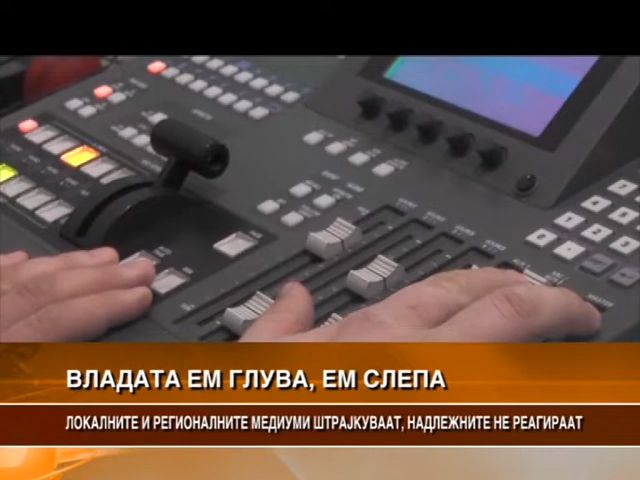 ВЛАДАТА ЕМ ГЛУВА, ЕМ СЛЕПА
ЛОКАЛНИТЕ И РЕГИОНАЛНИТЕ МЕДИУМИ ШТРАЈКУВААТ, НАДЛЕЖНИТЕ НЕ РЕАГИРААТ